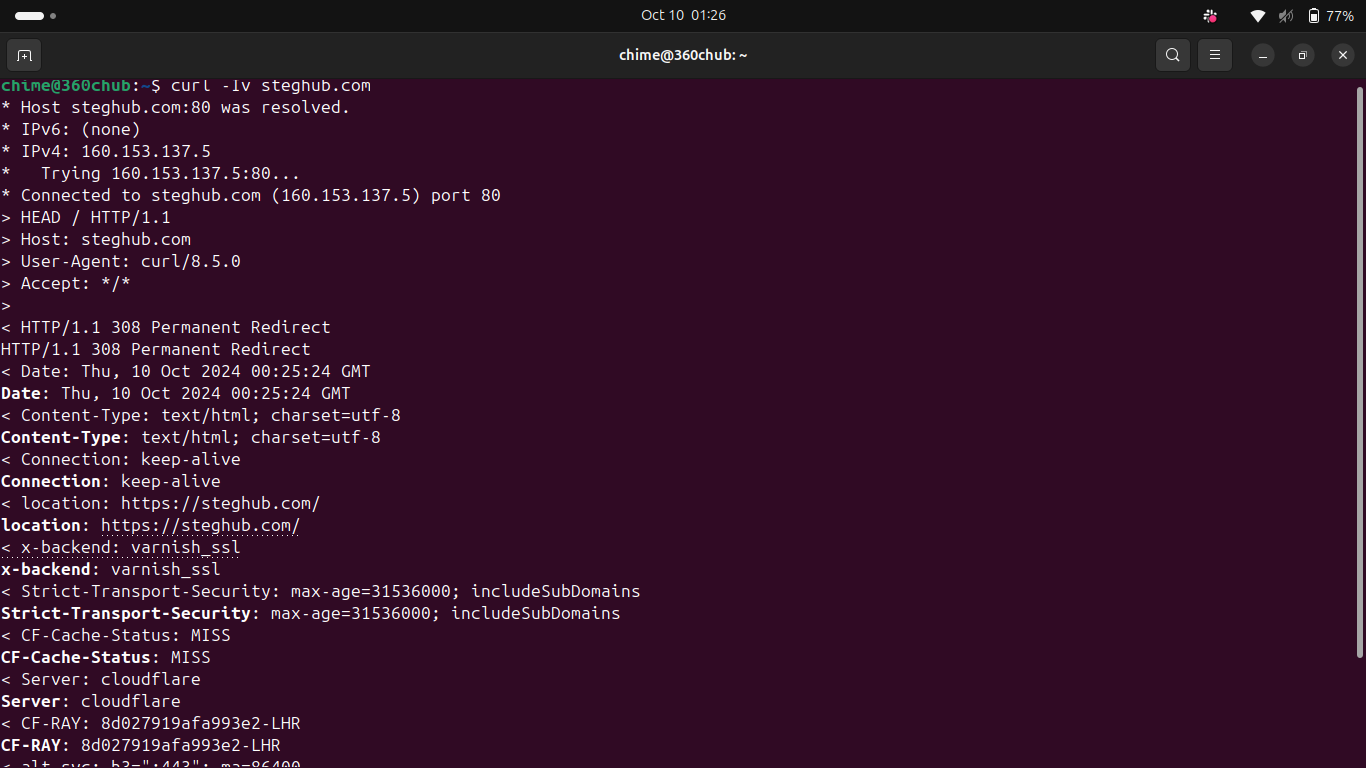 Oct 10 01:26
77%
chime@360chub: ~
chime@360chub:~$ curl -Iv steghub.com
* Host steghub.com:80 was resolved.
* IPv6: (none)
* IPv4: 160.153.137.5
*   Trying 160.153.137.5:80...
* Connected to steghub.com (160.153.137.5) port 80
> HEAD / HTTP/1.1
> Host: steghub.com
> User-Agent: curl/8.5.0
> Accept: */*
>
< HTTP/1.1 308 Permanent Redirect
HTTP/1.1 308 Permanent Redirect
< Date: Thu, 10 Oct 2024 00:25:24 GMT
Date: Thu, 10 Oct 2024 00:25:24 GMT
< Content-Type: text/html; charset=utf-8
Content-Type: text/html; charset=utf-8
< Connection: keep-alive
Connection: keep-alive
< location: https://steghub.com/
location: https://steghub.com/
< x-backend: varnish_ssl
x-backend: varnish_ssl
< Strict-Transport-Security: max-age=31536000; includeSubDomains
Strict-Transport-Security: max-age=31536000; includeSubDomains
< CF-Cache-Status: MISS
CF-Cache-Status: MISS
< Server: cloudflare
Server: cloudflare
< CF-RAY: 8d027919afa993e2-LHR
CF-RAY: 8d027919afa993e2-LHR
< alt-svc: h3=":443"; ma=86400